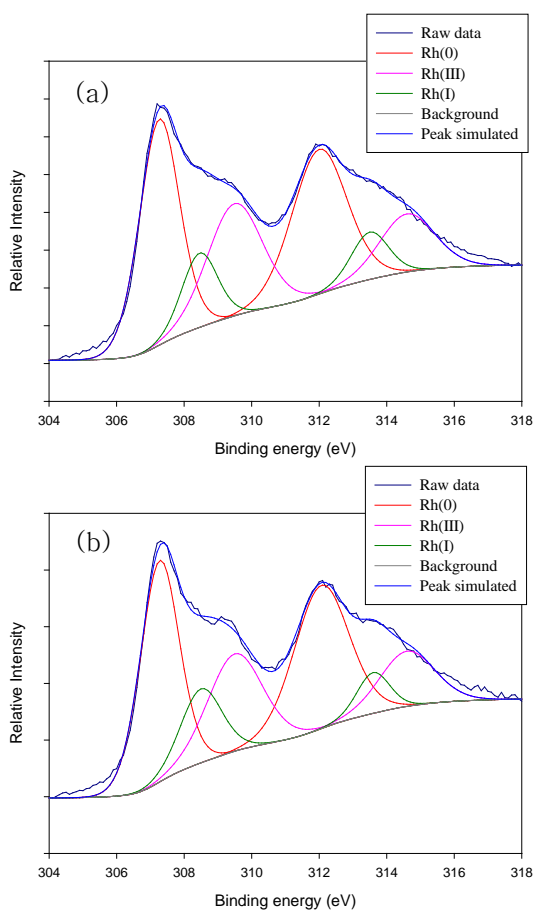 Raw data
Rh(0)
Rh(III)
Rh(I)
Background
Peak simulated
(a)
Relative Intensity
304 306 308 310 312 314 316 318
Binding energy (eV)
Raw data
Rh(0)
Rh(III)
Rh(I)
Background
Peak simulated
(b)
Relative Intensity
304 306 308 310 312 314 316 318
Binding energy (eV)